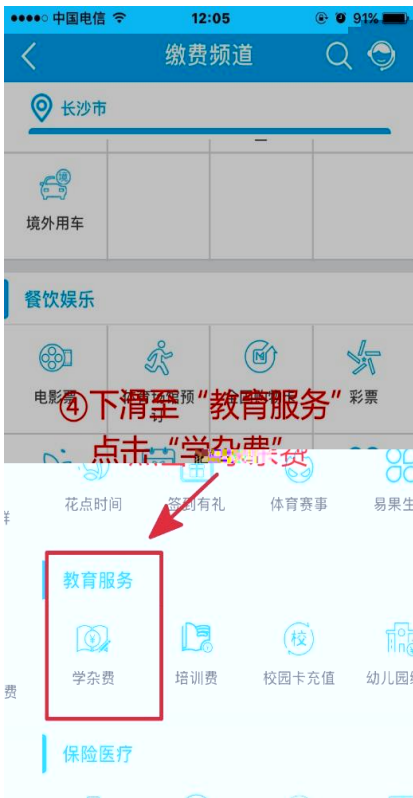 中国电信 12:05 91%
缴费频道
长沙市
境外用车
餐饮娱乐
电影票 彩票
④下滑至“教育服务”
点击“学杂费”
花点时间 签到有礼 体育赛事 易果生
教育服务
学杂费 培训费 校园卡充值 幼儿园
费
保险医疗